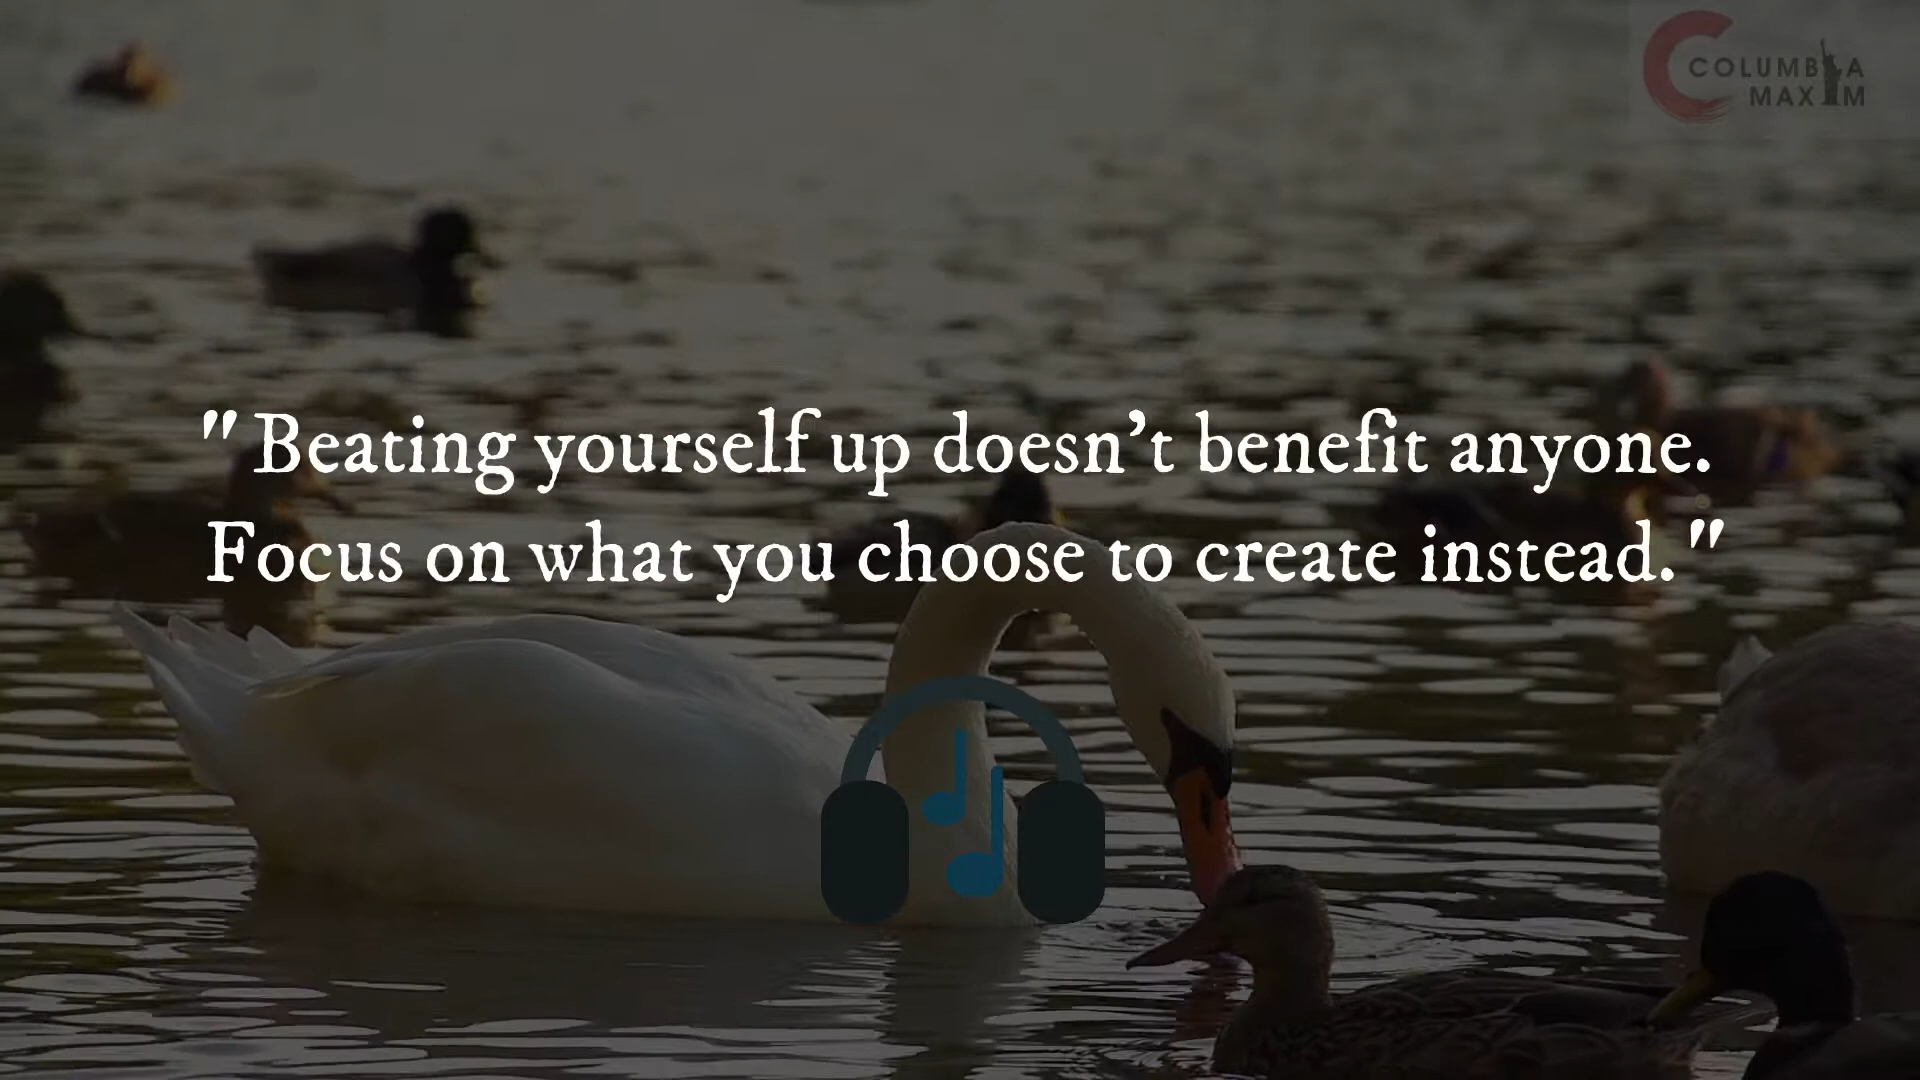 COLUMBIA
MAXIM
"Beating yourself up doesn't benefit anyone.
Focus on what you choose to create instead."